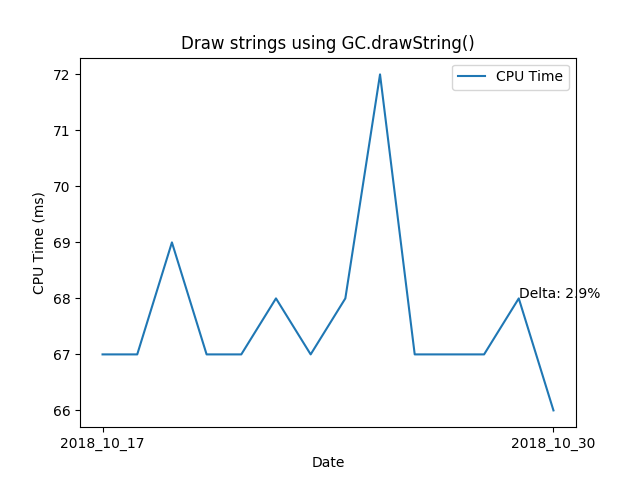 Draw strings using GC.drawString()
CPU Time
72
71
70
69
68
67
66
CPU Time (ms)
Delta: 2.9%
2018_10_17
2018_10_30
Date